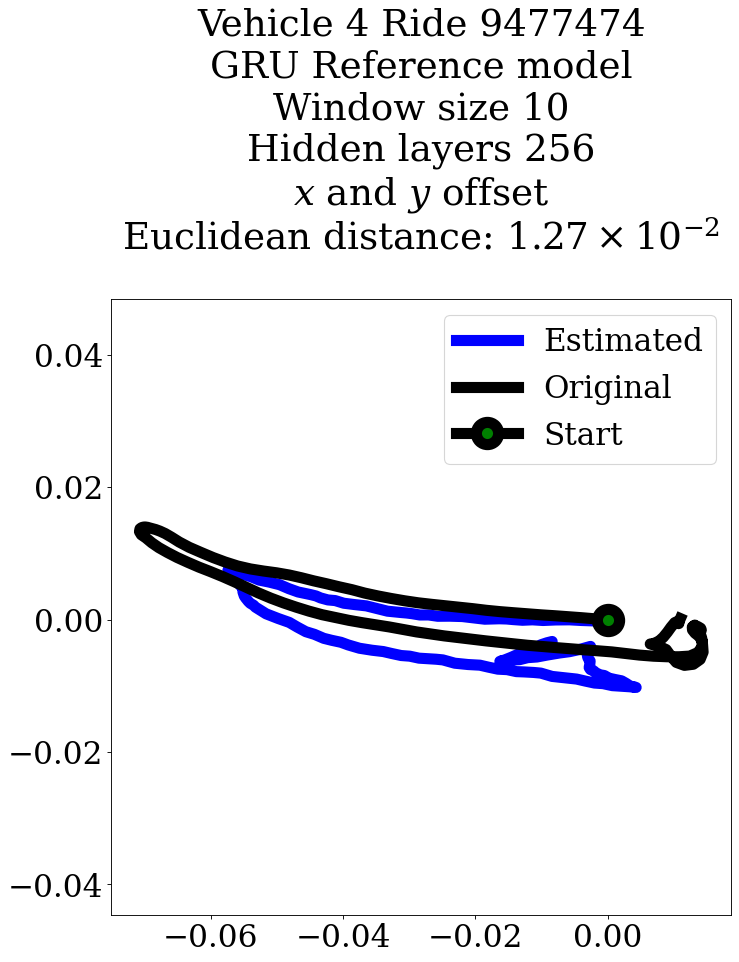 Vehicle 4 Ride 9477474
GRU Reference model
Window size 10
Hidden layers 256
x and y offset
Euclidean distance: 1.27 × 10⁻²
Estimated
Original
Start
0.04
0.02
0.00
−0.02
−0.04
−0.06 −0.04 −0.02 0.00